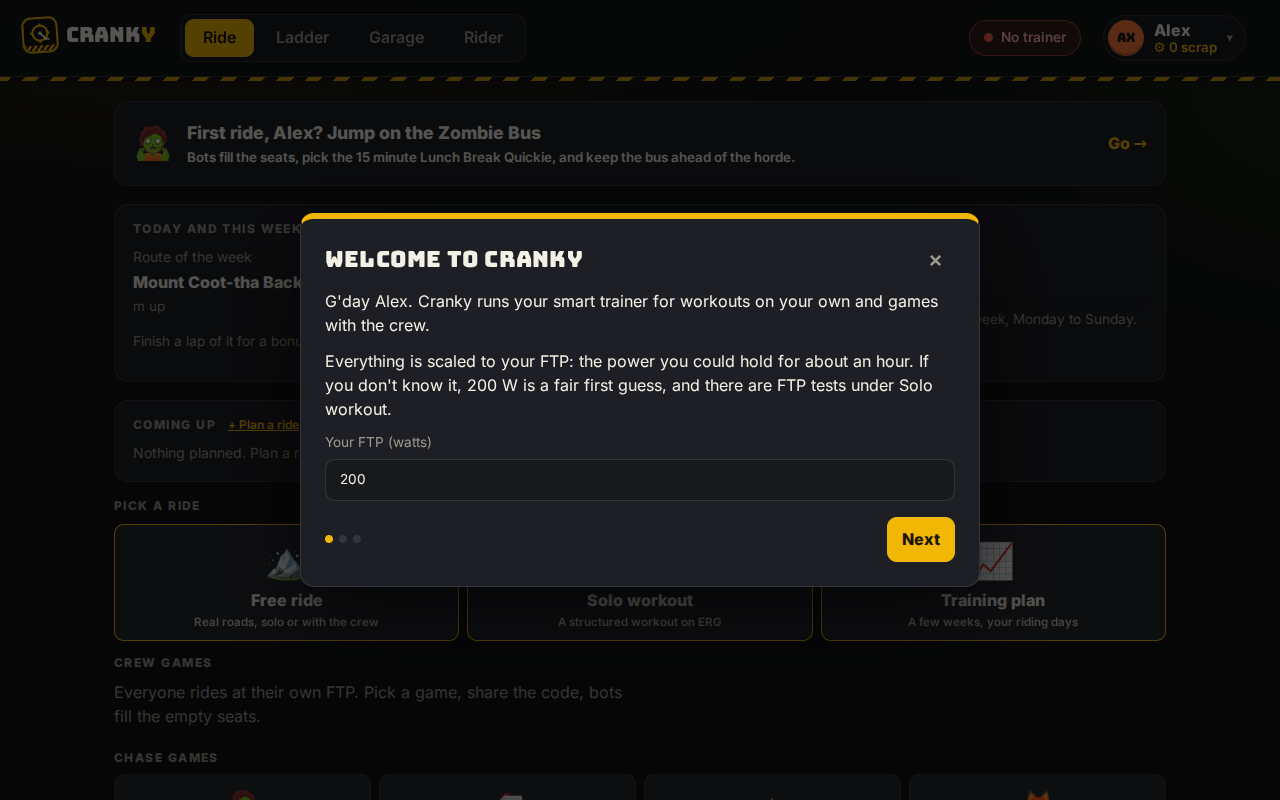 CRANKY
Ride
Ladder
Garage
Rider
No trainer
AX
Alex
0 scrap
First ride, Alex? Jump on the Zombie Bus
Bots fill the seats, pick the 15 minute Lunch Break Quickie, and keep the bus ahead of the horde.
Go →
TODAY AND THIS WEEK
Route of the week
Mount Coot-tha Back
m up
Finish a lap of it for a bonu
eek, Monday to Sunday.
WELCOME TO CRANKY
×
G'day Alex. Cranky runs your smart trainer for workouts on your own and games
with the crew.
Everything is scaled to your FTP: the power you could hold for about an hour. If
you don't know it, 200 W is a fair first guess, and there are FTP tests under Solo
workout.
Your FTP (watts)
200
Next
COMING UP
+ Plan a ride
Nothing planned. Plan a r
PICK A RIDE
Free ride
Real roads, solo or with the crew
Solo workout
A structured workout on ERG
Training plan
A few weeks, your riding days
CREW GAMES
Everyone rides at their own FTP. Pick a game, share the code, bots
fill the empty seats.
CHASE GAMES